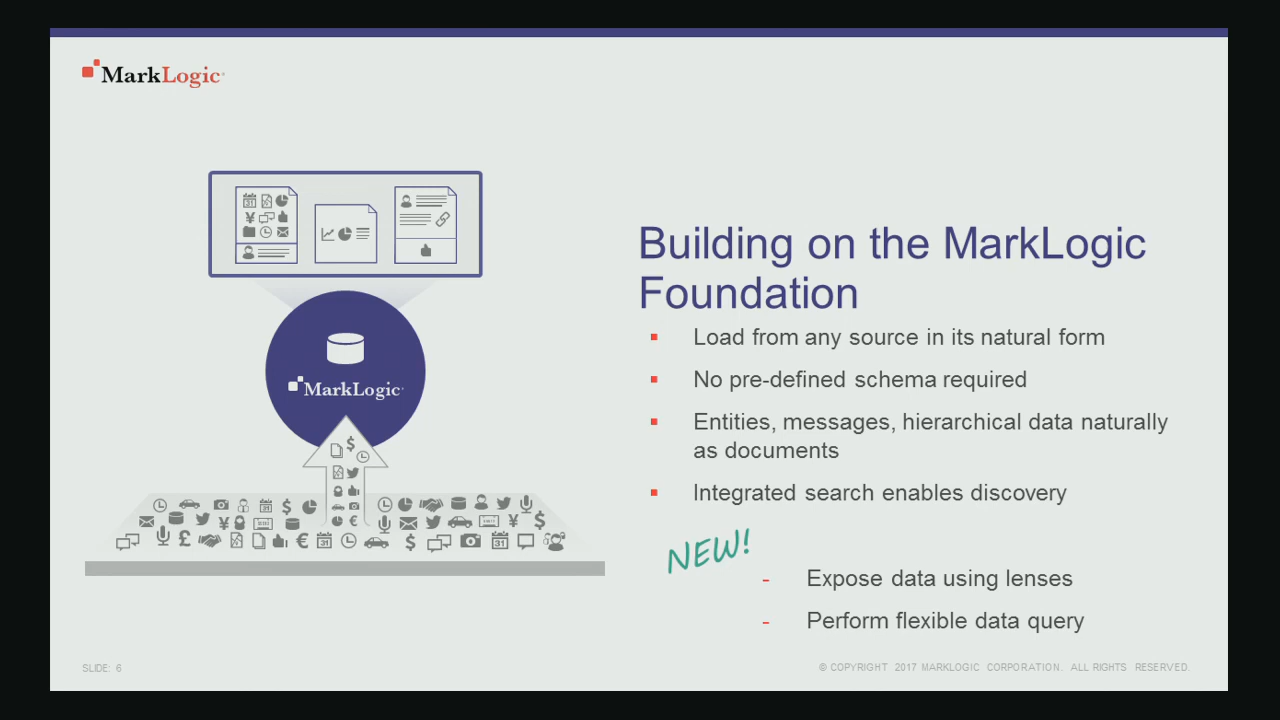 MarkLogic
MarkLogic
Building on the MarkLogic
Foundation
▪ Load from any source in its natural form
▪ No pre-defined schema required
▪ Entities, messages, hierarchical data naturally
as documents
▪ Integrated search enables discovery
NEW!
- Expose data using lenses
- Perform flexible data query
SLIDE: 6
© COPYRIGHT 2017 MARKLOGIC CORPORATION. ALL RIGHTS RESERVED.